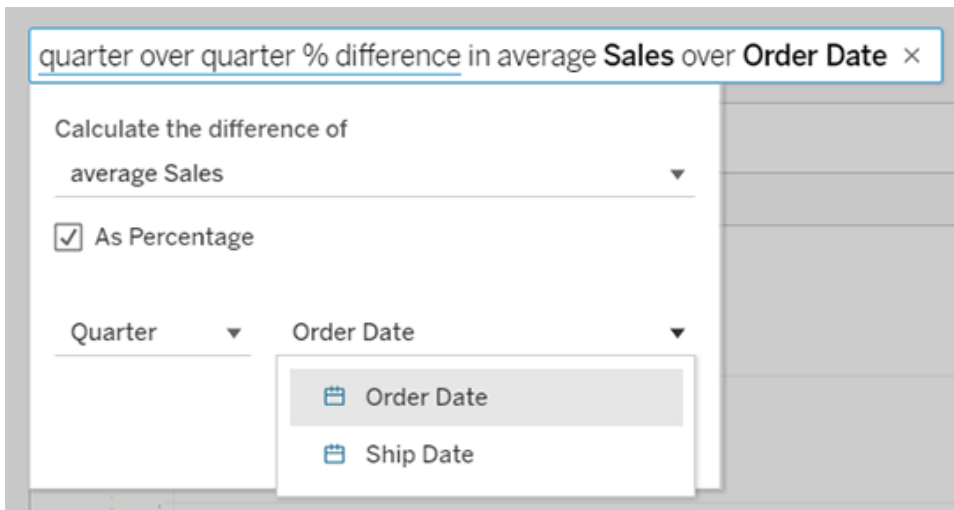 quarter over quarter % difference in average Sales over Order Date ×
Calculate the difference of
average Sales
As Percentage
Quarter Order Date
Order Date
Ship Date